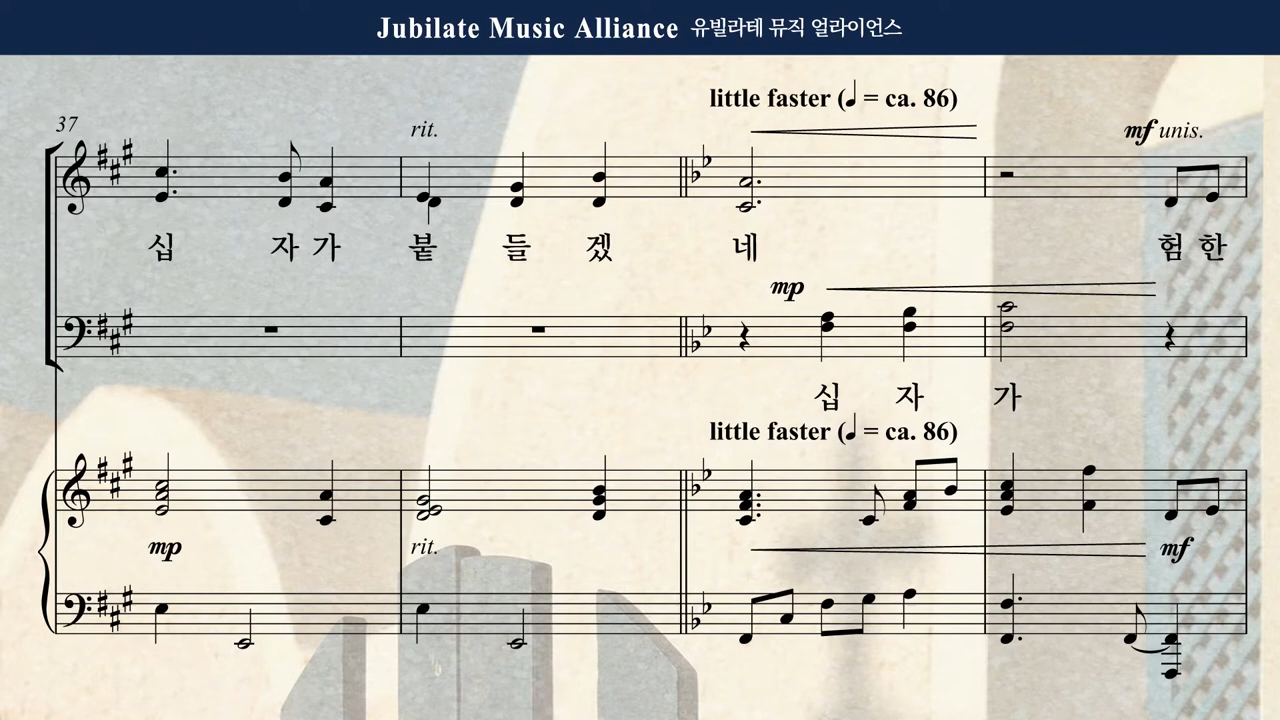 Jubilate Music Alliance 유빌라테 뮤직 얼라이언스
little faster (♩ = ca. 86)
37
rit.
mf unis.
십 자 가 붙 들 겠 네 험 한
mp
십 자 가
little faster (♩ = ca. 86)
mp
rit.
mf